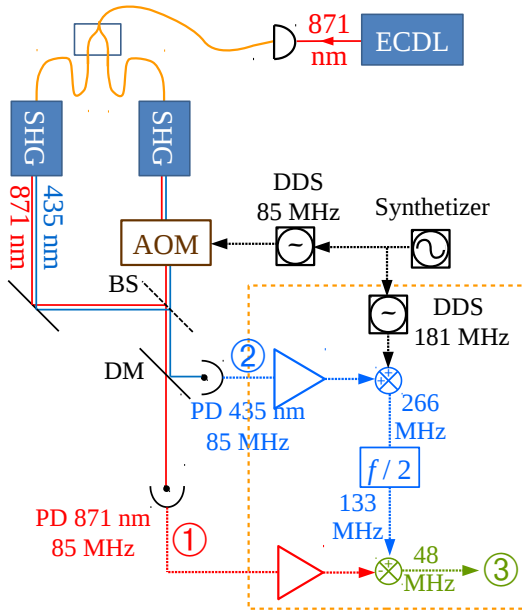 871
nm
ECDL
SHG
SHG
871 nm
435 nm
DDS
85 MHz
Synthetizer
~
AOM
BS
~
DDS
181 MHz
DM
②
+
+
PD 435 nm
85 MHz
266
MHz
f / 2
133
MHz
PD 871 nm
85 MHz
①
-
+
48
MHz
③